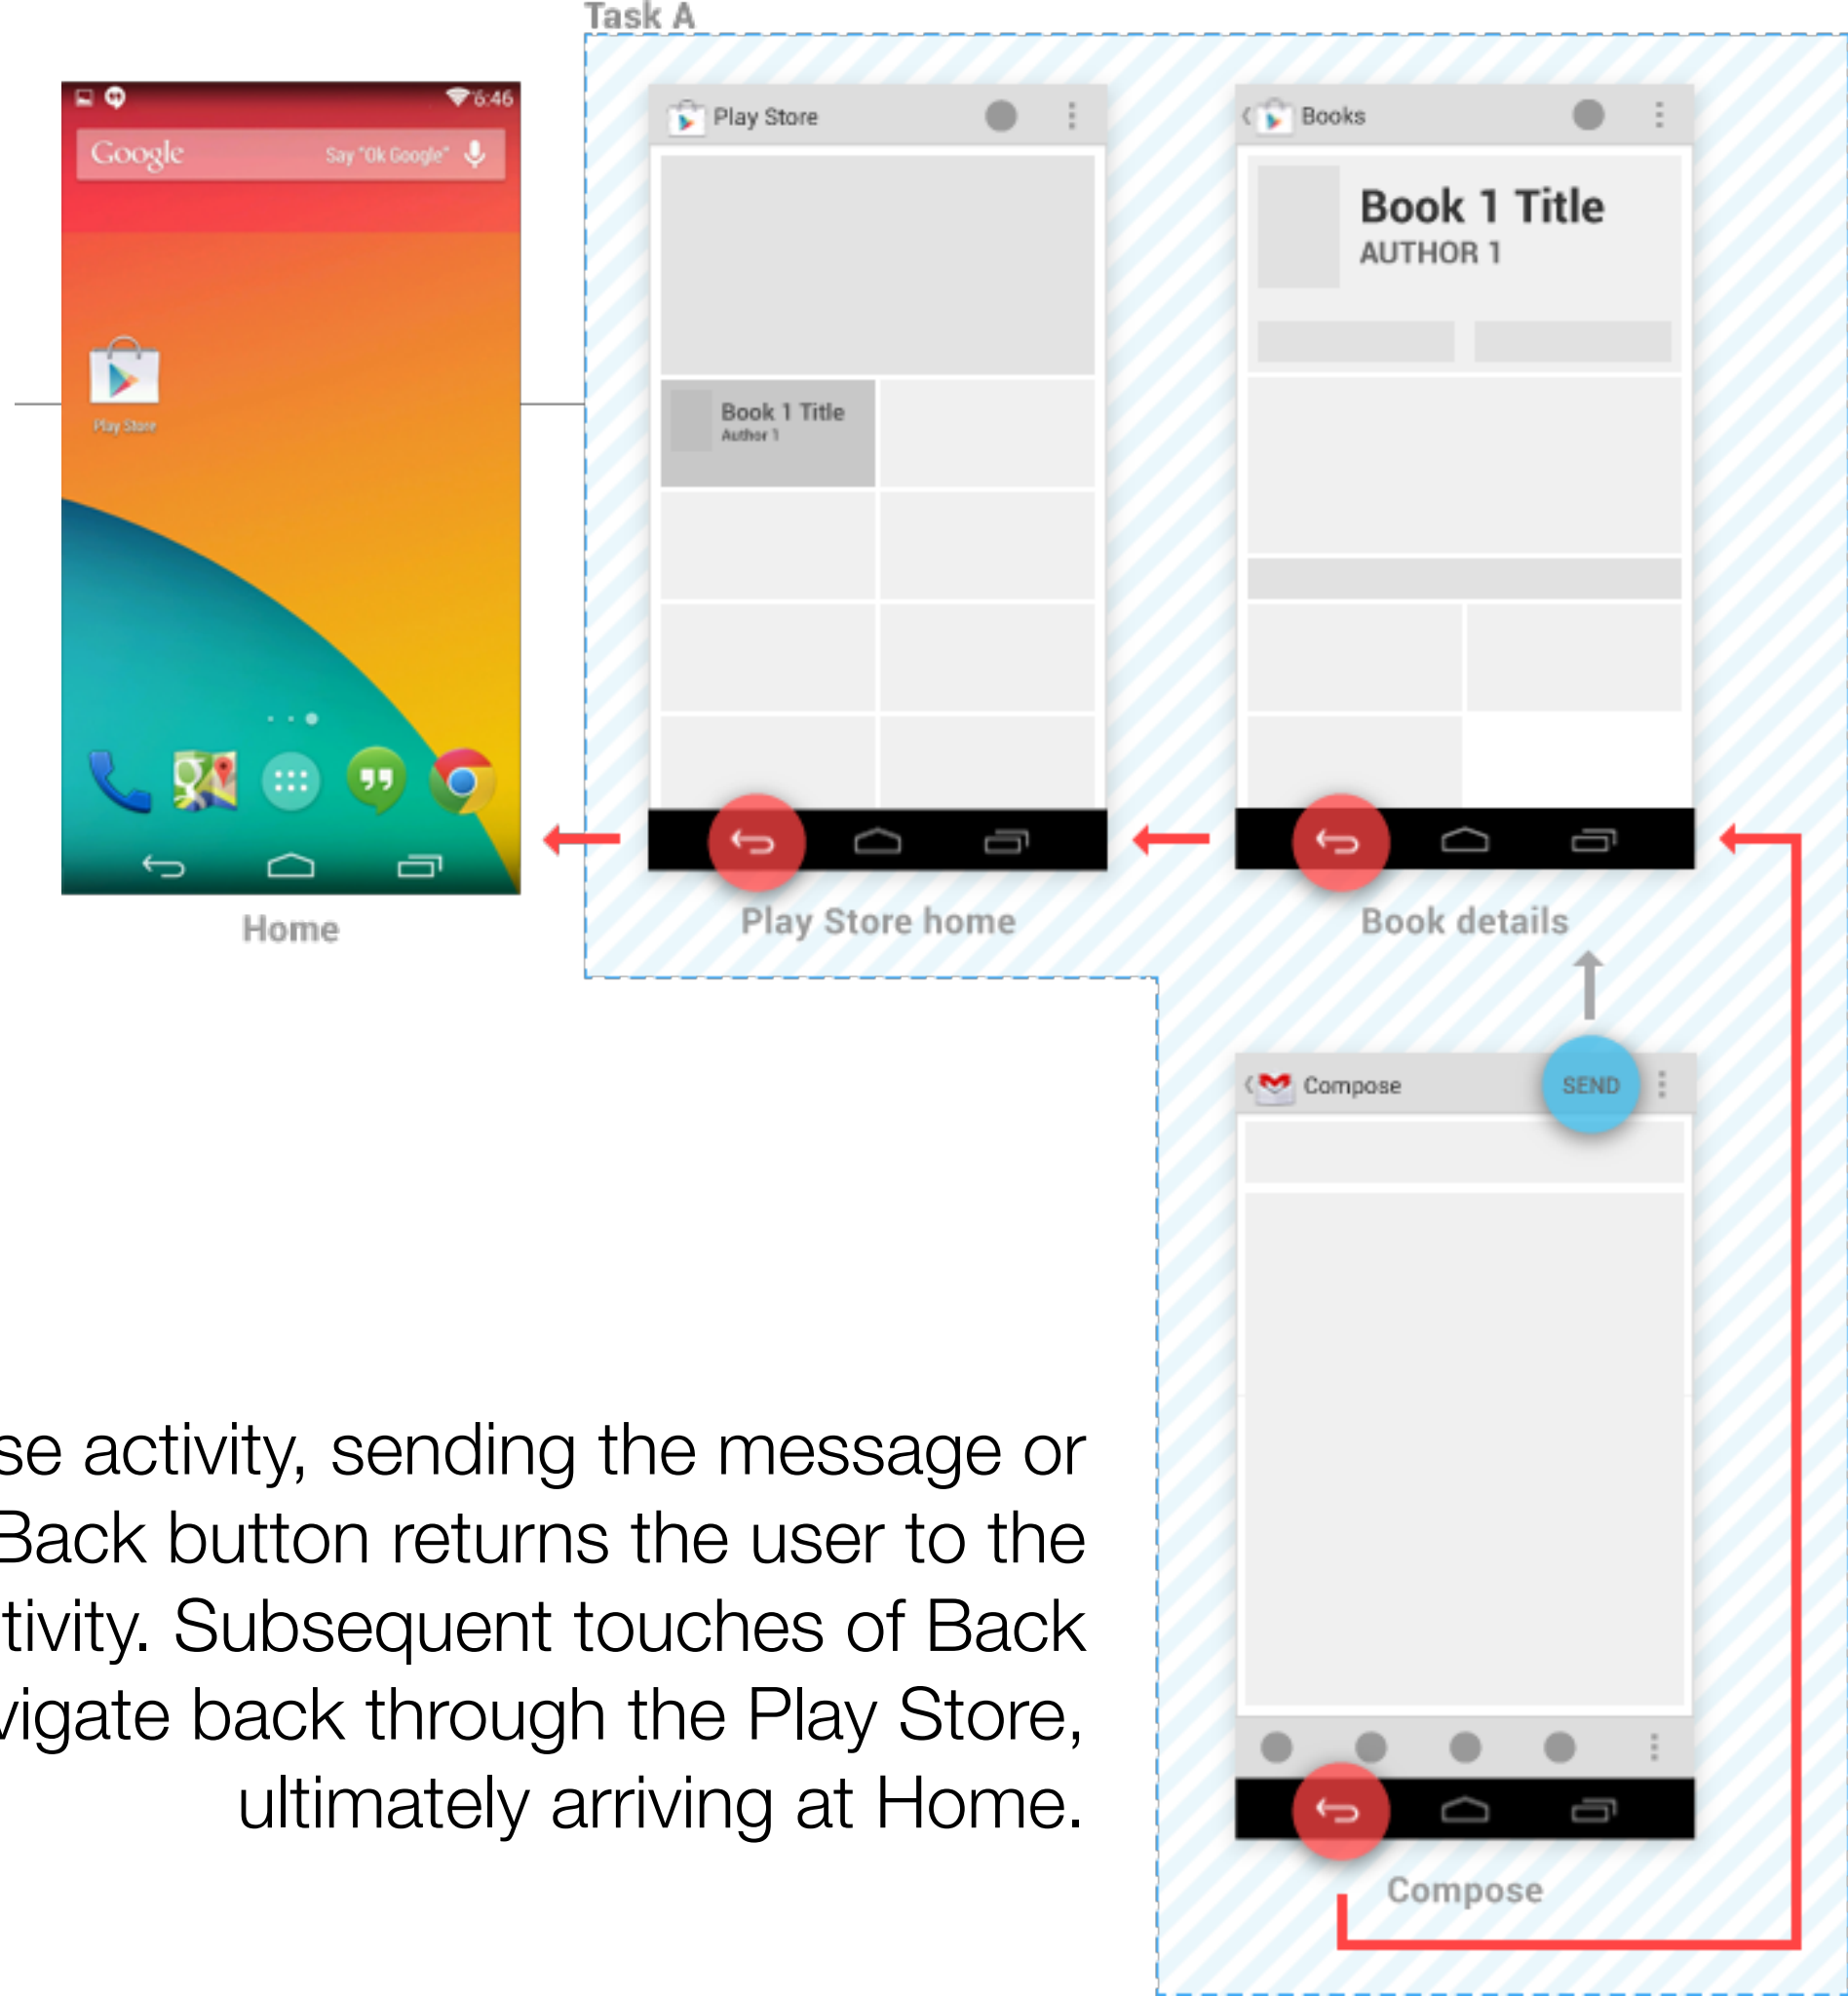 Task A
6:46
Google
Say "Ok Google"
Play Store
Home
Play Store
Book 1 Title
Author 1
Play Store home
Books
Book 1 Title
AUTHOR 1
Book details
Compose
SEND
Compose
se activity, sending the message or
Back button returns the user to the
tivity. Subsequent touches of Back
vigate back through the Play Store,
ultimately arriving at Home.